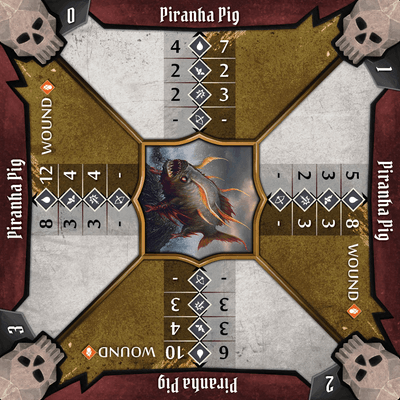 0
Piranha Pig
4 7
2 2
2 3
- -
1
Piranha Pig
5 8 WOUND
3 3
2 3
- -
2
Piranha Pig
6 10 WOUND
3 4
3 3
- -
3
Piranha Pig
8 12 WOUND
3 4
3 4
- -